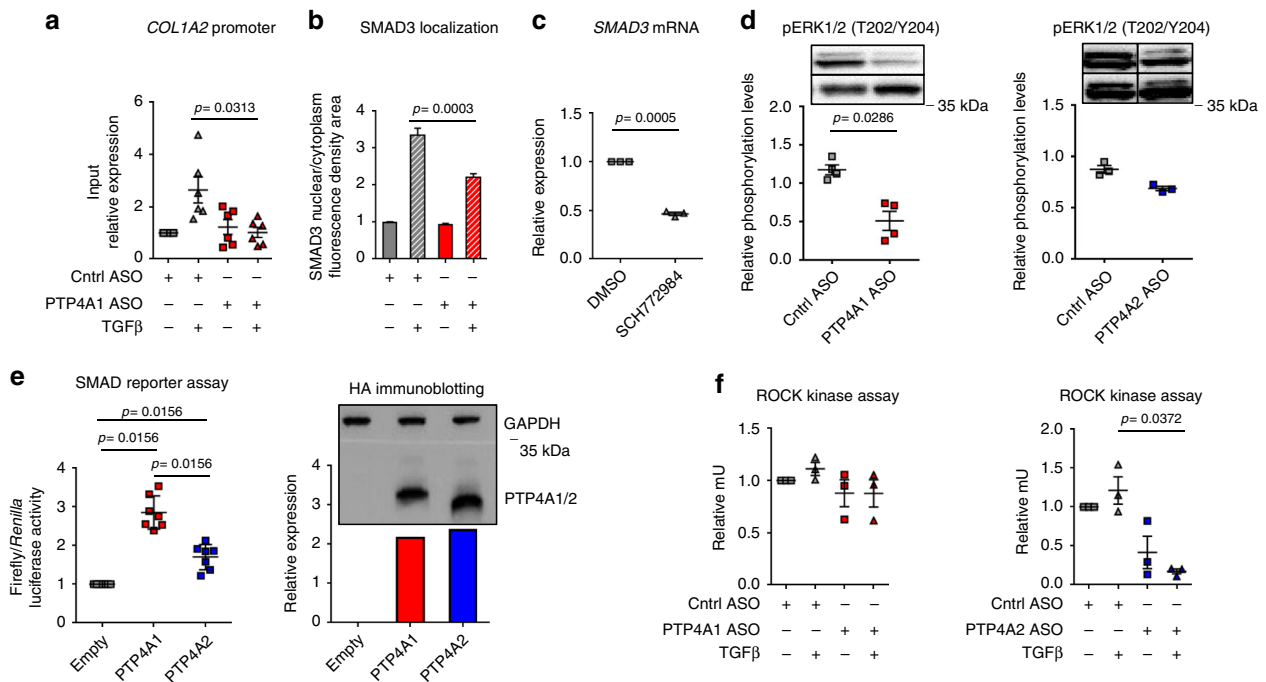 a
COL1A2 promoter
p= 0.0313
Input
relative expression
6
4
2
0
Cntrl ASO + + – –
PTP4A1 ASO – – + +
TGFβ – + – +
b
SMAD3 localization
p= 0.0003
SMAD3 nuclear/cytoplasm
fluorescence density area
4
3
2
1
0
+ + – –
– – + +
– + – +
c
SMAD3 mRNA
p= 0.0005
Relative expression
1.5
1.0
0.5
0
DMSO
SCH772984
d
pERK1/2 (T202/Y204)
35 kDa
p= 0.0286
Relative phosphorylation levels
2.0
1.5
1.0
0.5
0.0
Cntrl ASO
PTP4A1 ASO
pERK1/2 (T202/Y204)
35 kDa
Relative phosphorylation levels
1.5
1.0
0.5
0.0
Cntrl ASO
PTP4A2 ASO
e
SMAD reporter assay
p= 0.0156
p= 0.0156
p= 0.0156
Firefly/Renilla
luciferase activity
4
3
2
1
0
Empty
PTP4A1
PTP4A2
HA immunoblotting
GAPDH
35 kDa
PTP4A1/2
Relative expression
4
3
2
1
0
Empty
PTP4A1
PTP4A2
f
ROCK kinase assay
Relative mU
1.5
1.0
0.5
0.0
Cntrl ASO + + – –
PTP4A1 ASO – – + +
TGFβ – + – +
ROCK kinase assay
p= 0.0372
Relative mU
2.0
1.5
1.0
0.5
0.0
Cntrl ASO + + – –
PTP4A2 ASO – – + +
TGFβ – + – +